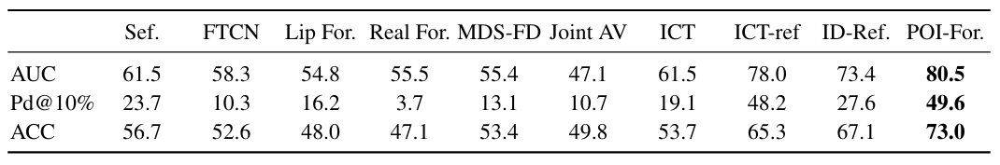 Sef. FTCN Lip For. Real For. MDS-FD Joint AV ICT ICT-ref ID-Ref. POI-For.
AUC 61.5 58.3 54.8 55.5 55.4 47.1 61.5 78.0 73.4 80.5
Pd@10% 23.7 10.3 16.2 3.7 13.1 10.7 19.1 48.2 27.6 49.6
ACC 56.7 52.6 48.0 47.1 53.4 49.8 53.7 65.3 67.1 73.0